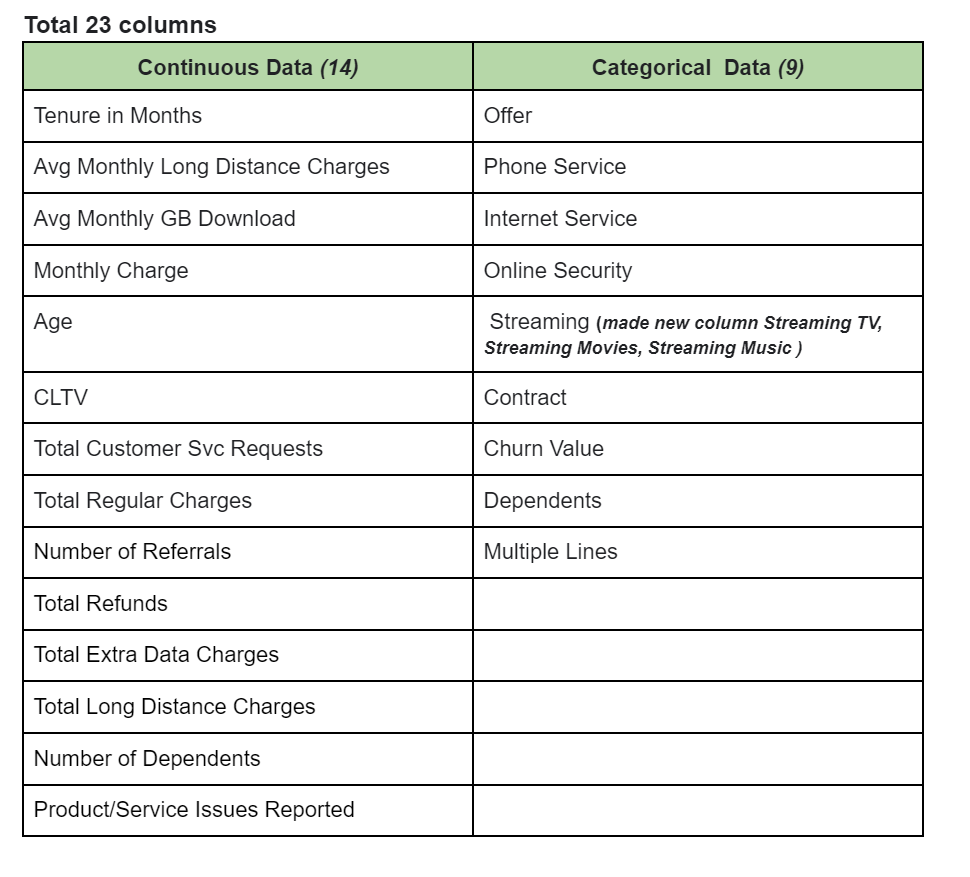 Total 23 columns
Continuous Data (14) Categorical Data (9)
Tenure in Months Offer
Avg Monthly Long Distance Charges Phone Service
Avg Monthly GB Download Internet Service
Monthly Charge Online Security
Age Streaming (made new column Streaming TV,
Streaming Movies, Streaming Music )
CLTV Contract
Total Customer Svc Requests Churn Value
Total Regular Charges Dependents
Number of Referrals Multiple Lines
Total Refunds
Total Extra Data Charges
Total Long Distance Charges
Number of Dependents
Product/Service Issues Reported